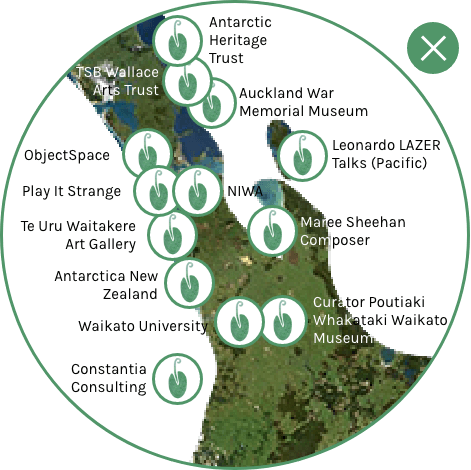 Antarctic
Heritage
Trust
TSB Wallace
Arts Trust
Auckland War
Memorial Museum
ObjectSpace
Leonardo LAZER
Talks (Pacific)
Play It Strange
NIWA
Te Uru Waitakere
Art Gallery
Maree Sheehan
Composer
Antarctica New
Zealand
Waikato University
Curator Poutiaki
Whakataki Waikato
Museum
Constantia
Consulting